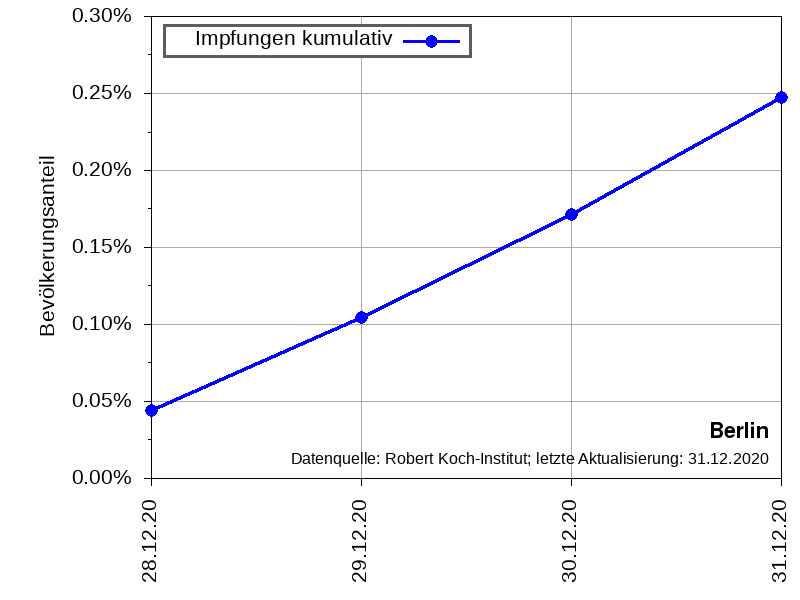 0.30%
Impfungen kumulativ
0.25%
0.20%
0.15%
0.10%
0.05%
0.00%
Bevölkerungsanteil
Berlin
Datenquelle: Robert Koch-Institut; letzte Aktualisierung: 31.12.2020
28.12.20
29.12.20
30.12.20
31.12.20